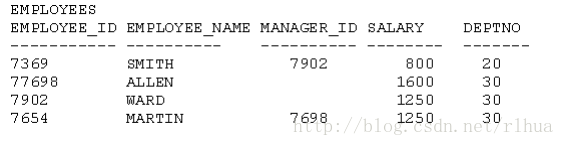 EMPLOYEES
EMPLOYEE_ID EMPLOYEE_NAME MANAGER_ID SALARY DEPTNO
----------- ---------- ----------- -------- -------
7369 SMITH 7902 800 20
77698 ALLEN 1600 30
7902 WARD 1250 30
7654 MARTIN 7698 1250 30
http://blog.csdn.net/rlhua